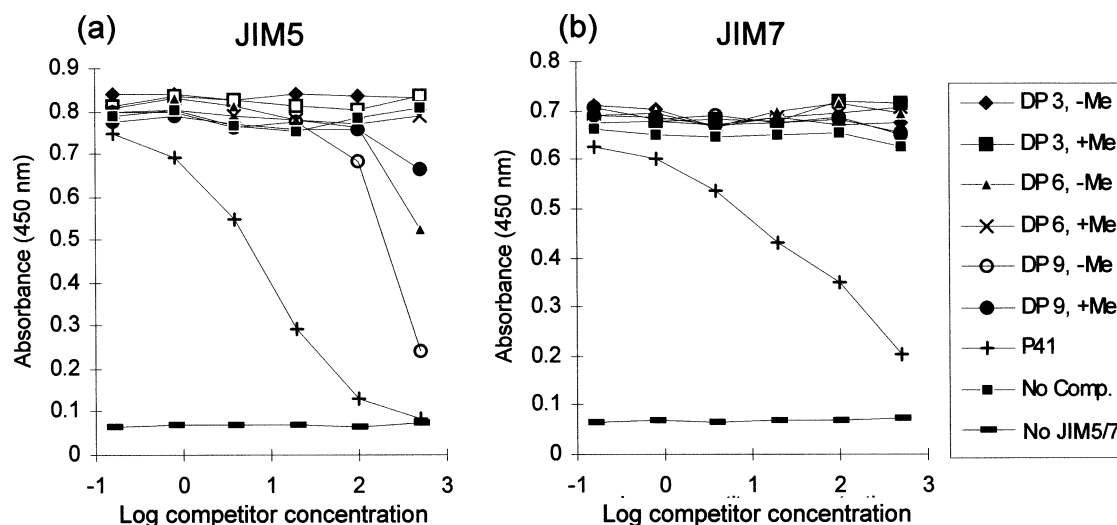 (a) JIM5
0.9
0.8
0.7
0.6
0.5
0.4
0.3
0.2
0.1
0
Absorbance (450 nm)
-1 0 1 2 3
Log competitor concentration
(b) JIM7
0.8
0.7
0.6
0.5
0.4
0.3
0.2
0.1
0
Absorbance (450 nm)
-1 0 1 2 3
Log competitor concentration
DP 3, -Me
DP 3, +Me
DP 6, -Me
DP 6, +Me
DP 9, -Me
DP 9, +Me
P41
No Comp.
No JIM5/7